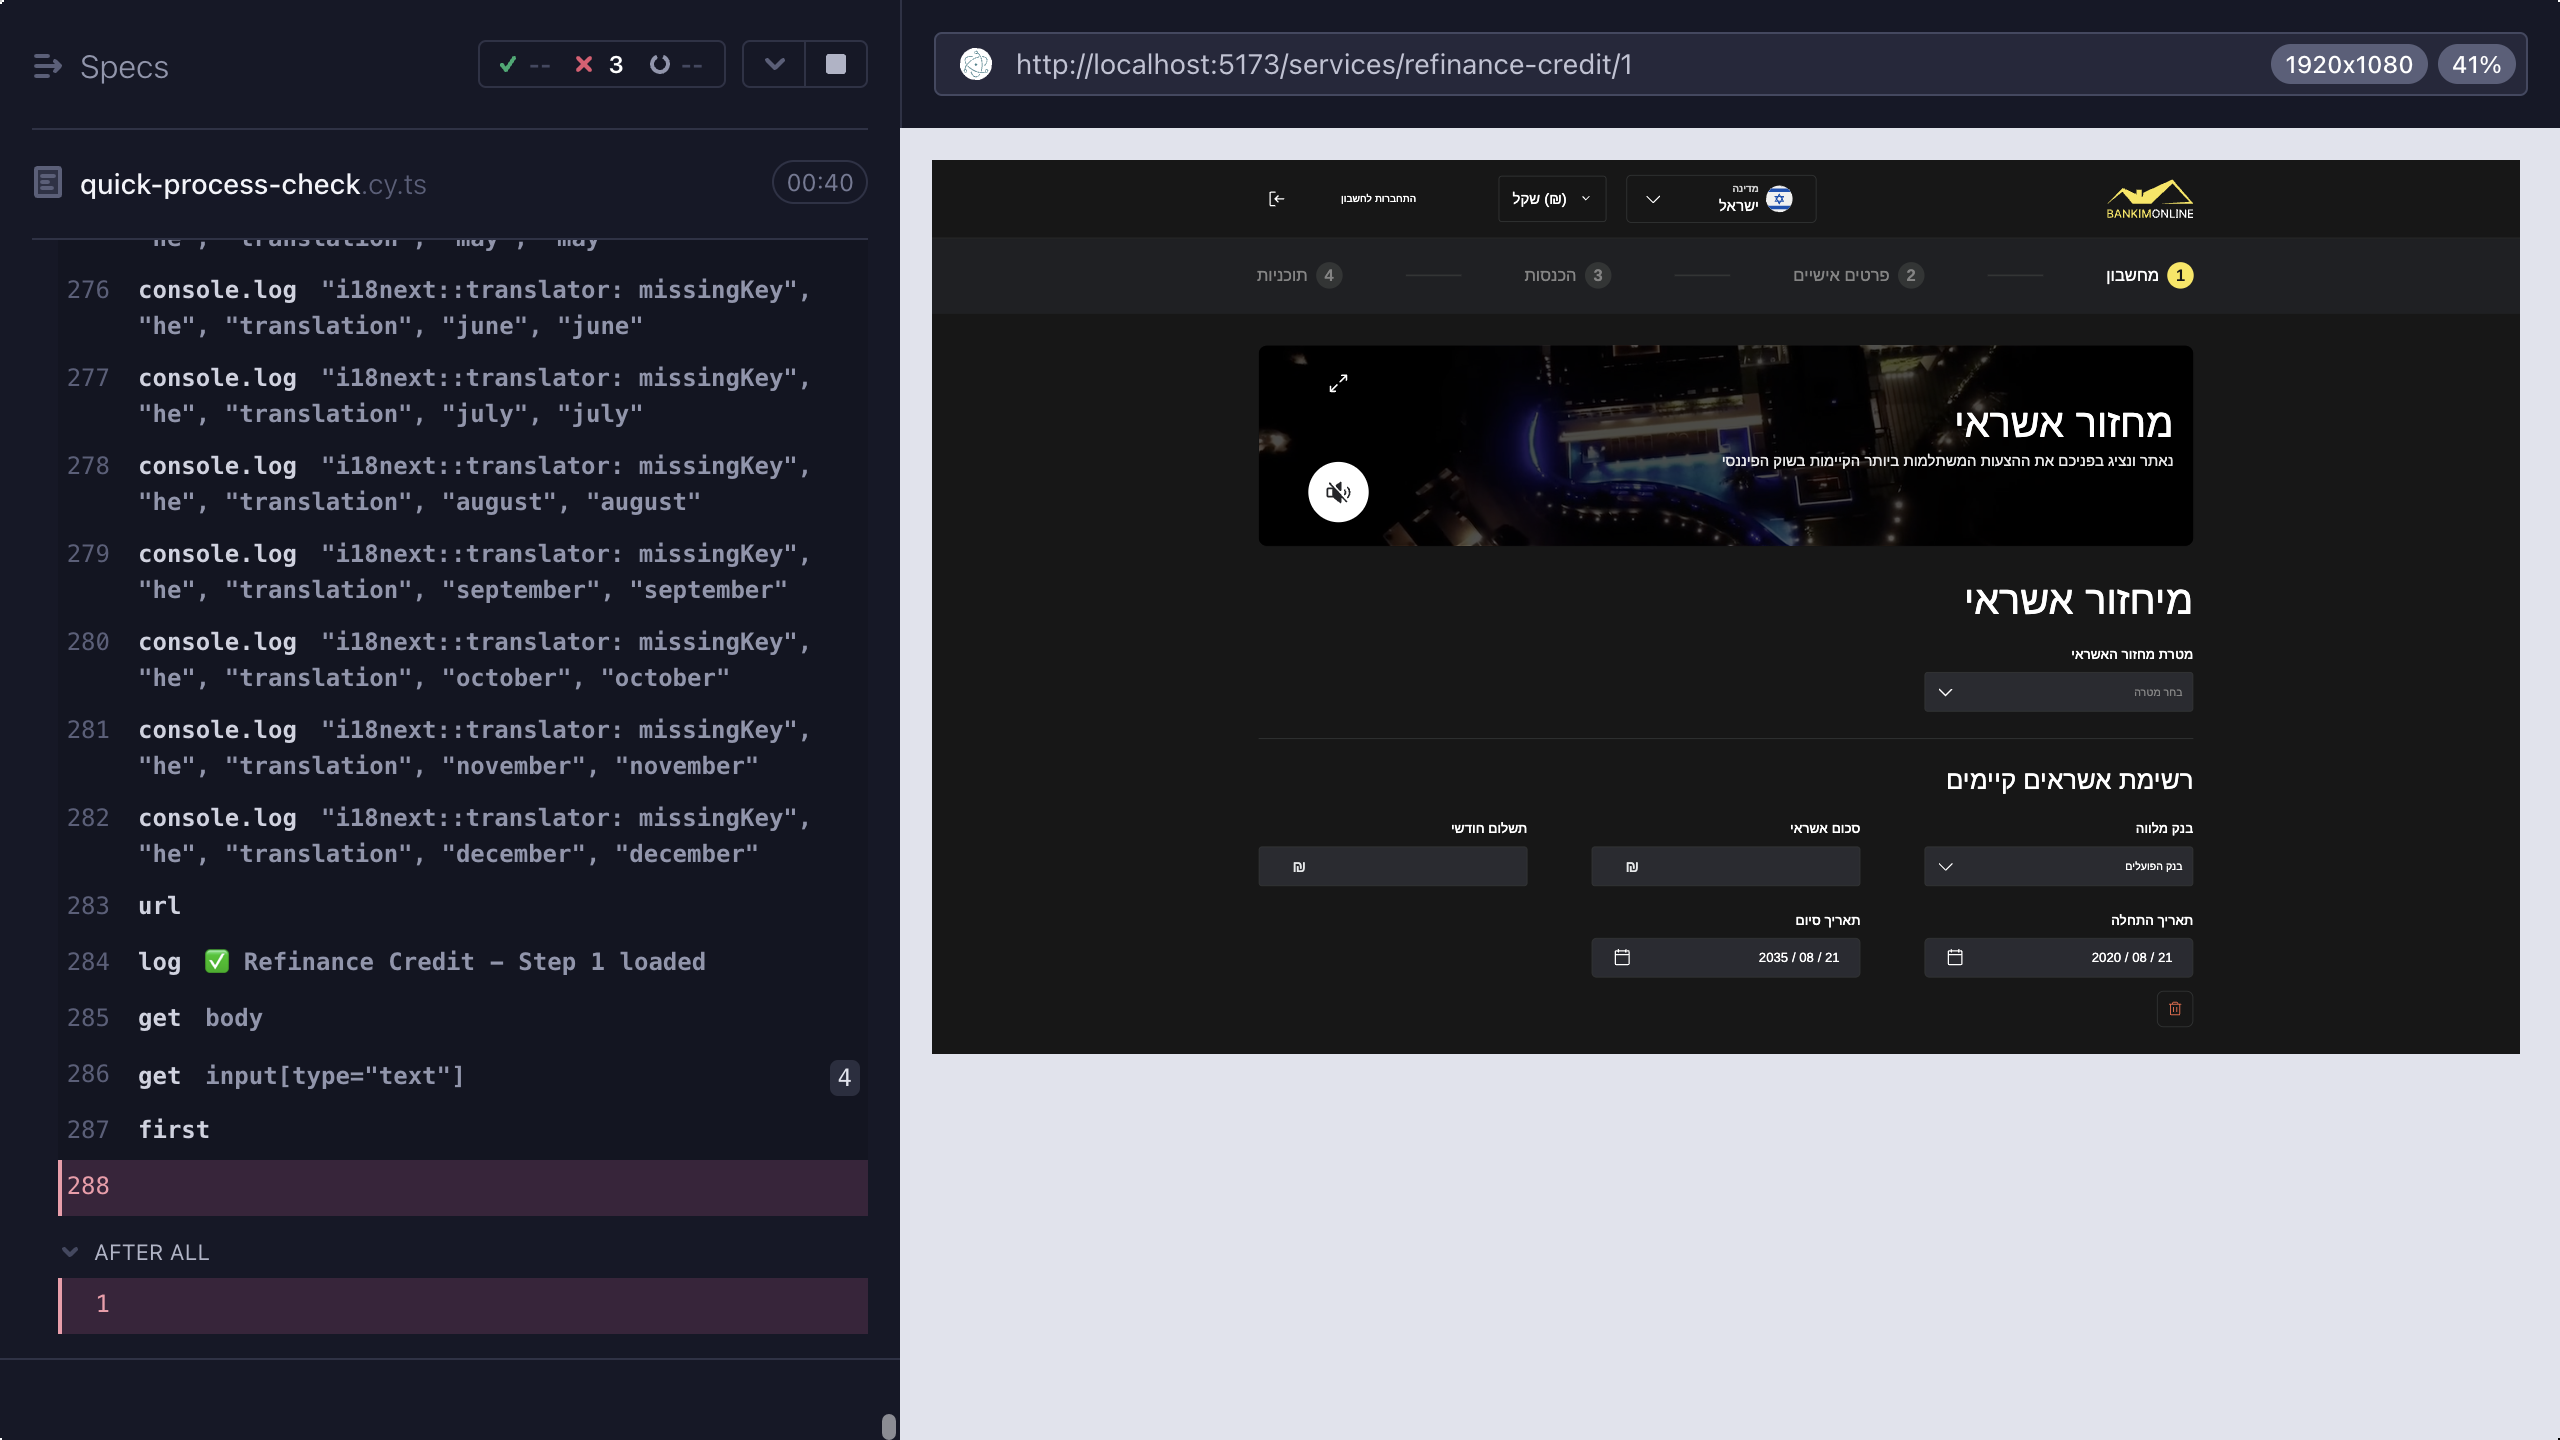 Specs
-- 3 --
quick-process-check.cy.ts
00:40
"he", "translation", "may", "may"
276 console.log "i18next::translator: missingKey",
"he", "translation", "june", "june"
277 console.log "i18next::translator: missingKey",
"he", "translation", "july", "july"
278 console.log "i18next::translator: missingKey",
"he", "translation", "august", "august"
279 console.log "i18next::translator: missingKey",
"he", "translation", "september", "september"
280 console.log "i18next::translator: missingKey",
"he", "translation", "october", "october"
281 console.log "i18next::translator: missingKey",
"he", "translation", "november", "november"
282 console.log "i18next::translator: missingKey",
"he", "translation", "december", "december"
283 url
284 log ✅ Refinance Credit – Step 1 loaded
285 get body
286 get input[type="text"] 4
287 first
288
AFTER ALL
1
http://localhost:5173/services/refinance-credit/1
1920x1080 41%
BANKIMONLINE
מדינה
ישראל
שקל (₪)
התחברות לחשבון
1 מחשבון
2 פרטים אישיים
3 הכנסות
4 תוכניות
מחזור אשראי
נאתר ונציג בפניכם את ההצעות המשתלמות ביותר הקיימות בשוק הפיננסי
מיחזור אשראי
מטרת מחזור האשראי
בחר מטרה
רשימת אשראים קיימים
בנק מלווה
סכום אשראי
תשלום חודשי
בנק הפועלים
₪
₪
תאריך התחלה
תאריך סיום
21 / 08 / 2020
21 / 08 / 2035